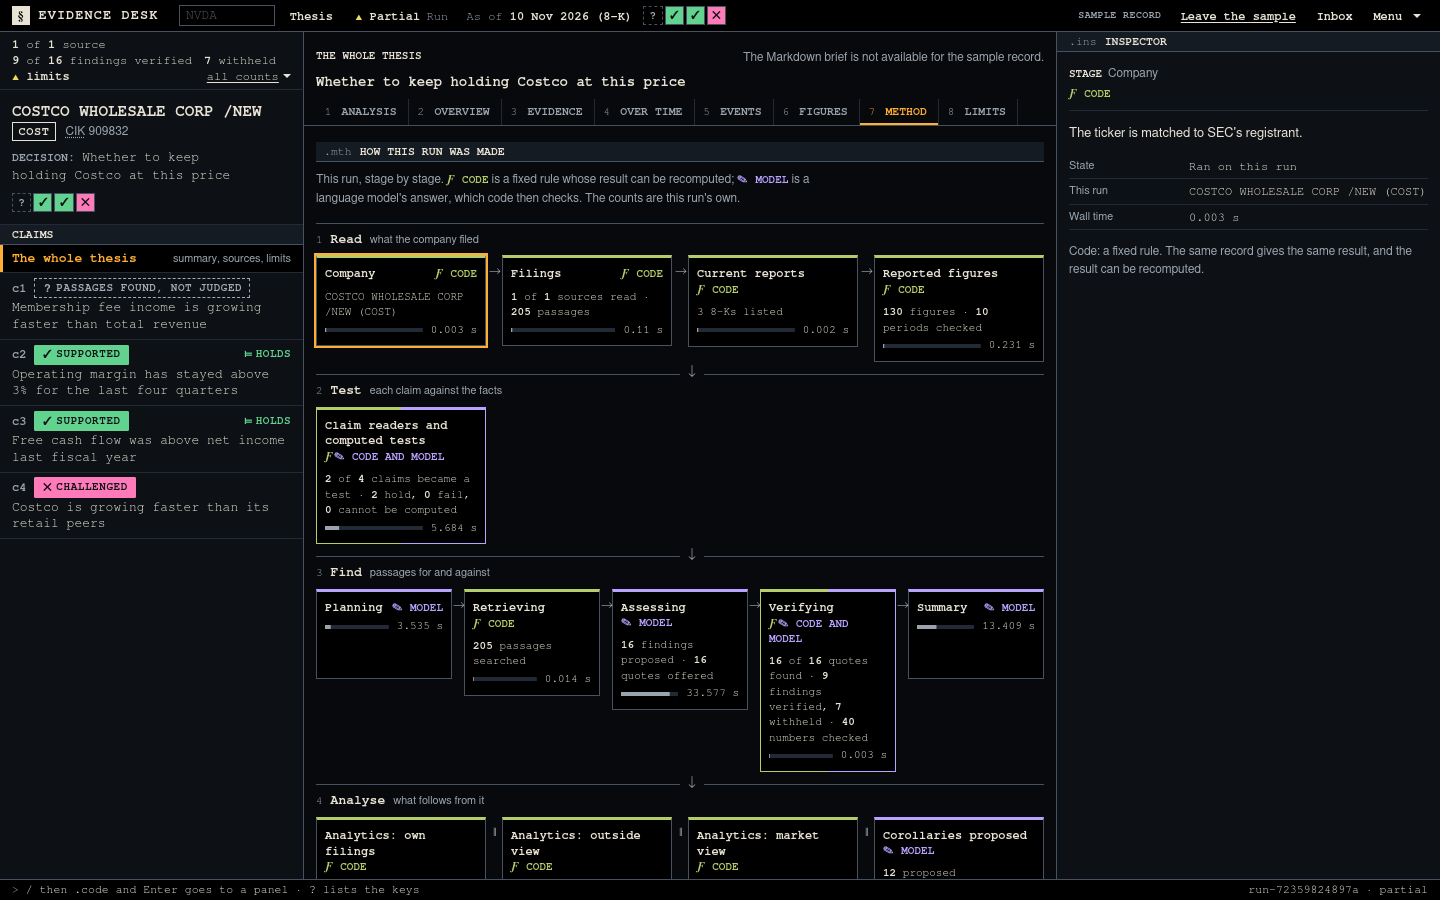 § EVIDENCE DESK NVDA Thesis ▲ Partial Run As of 10 Nov 2026 (8-K) ? ✓ ✓ ✕ SAMPLE RECORD Leave the sample Inbox Menu
1 of 1 source
9 of 16 findings verified 7 withheld
▲ limits all counts
COSTCO WHOLESALE CORP /NEW
COST CIK 909832
DECISION: Whether to keep
holding Costco at this price
? ✓ ✓ ✕
CLAIMS
The whole thesis summary, sources, limits
c1 ? PASSAGES FOUND, NOT JUDGED
Membership fee income is growing
faster than total revenue
c2 ✓ SUPPORTED ⊨ HOLDS
Operating margin has stayed above
3% for the last four quarters
c3 ✓ SUPPORTED ⊨ HOLDS
Free cash flow was above net income
last fiscal year
c4 ✕ CHALLENGED
Costco is growing faster than its
retail peers
THE WHOLE THESIS The Markdown brief is not available for the sample record.
Whether to keep holding Costco at this price
1 ANALYSIS 2 OVERVIEW 3 EVIDENCE 4 OVER TIME 5 EVENTS 6 FIGURES 7 METHOD 8 LIMITS
.mth HOW THIS RUN WAS MADE
This run, stage by stage. Ƒ CODE is a fixed rule whose result can be recomputed; ✎ MODEL is a
language model's answer, which code then checks. The counts are this run's own.
1 Read what the company filed
Company Ƒ CODE
COSTCO WHOLESALE CORP
/NEW (COST)
0.003 s
→
Filings Ƒ CODE
1 of 1 sources read ·
205 passages
0.11 s
→
Current reports
Ƒ CODE
3 8-Ks listed
0.002 s
→
Reported figures
Ƒ CODE
130 figures · 10
periods checked
0.231 s
↓
2 Test each claim against the facts
Claim readers and
computed tests
Ƒ✎ CODE AND MODEL
2 of 4 claims became a
test · 2 hold, 0 fail,
0 cannot be computed
5.684 s
↓
3 Find passages for and against
Planning ✎ MODEL
3.535 s
→
Retrieving
Ƒ CODE
205 passages
searched
0.014 s
→
Assessing
✎ MODEL
16 findings
proposed · 16
quotes offered
33.577 s
→
Verifying
Ƒ✎ CODE AND
MODEL
16 of 16 quotes
found · 9
findings
verified, 7
withheld · 40
numbers checked
0.003 s
→
Summary ✎ MODEL
13.409 s
↓
4 Analyse what follows from it
Analytics: own
filings
Ƒ CODE
‖
Analytics: outside
view
Ƒ CODE
‖
Analytics: market
view
Ƒ CODE
‖
Corollaries proposed
✎ MODEL
12 proposed
.ins INSPECTOR
STAGE Company
Ƒ CODE
The ticker is matched to SEC's registrant.
State Ran on this run
This run COSTCO WHOLESALE CORP /NEW (COST)
Wall time 0.003 s
Code: a fixed rule. The same record gives the same result, and the
result can be recomputed.
> / then .code and Enter goes to a panel · ? lists the keys run-72359824897a · partial